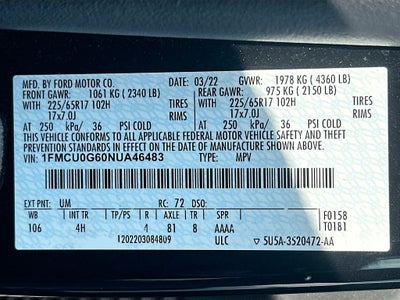 MFD. BY FORD MOTOR CO. 03/22 GVWR: 1978 KG ( 4360 LB)
FRONT GAWR: 1061 KG ( 2340 LB) REAR GAWR: 975 KG ( 2150 LB)
WITH 225/65R17 102H TIRES WITH 225/65R17 102H TIRES
17x7.0J RIMS 17x7.0J RIMS
AT 250 kPa/ 36 PSI COLD AT 250 kPa/ 36 PSI COLD
THIS VEHICLE CONFORMS TO ALL APPLICABLE FEDERAL MOTOR VEHICLE SAFETY AND THEFT
PREVENTION STANDARDS IN EFFECT ON THE DATE OF MANUFACTURE SHOWN ABOVE.
VIN: 1FMCU0G60NUA46483 TYPE: MPV
EXT PNT: UM RC: 72 DSO:
WB INT TR TR AXLE SPR F0158
106 4H 4 81 8 AAAA T0181
1202203084809 ULC 5U5A-3S20472-AA